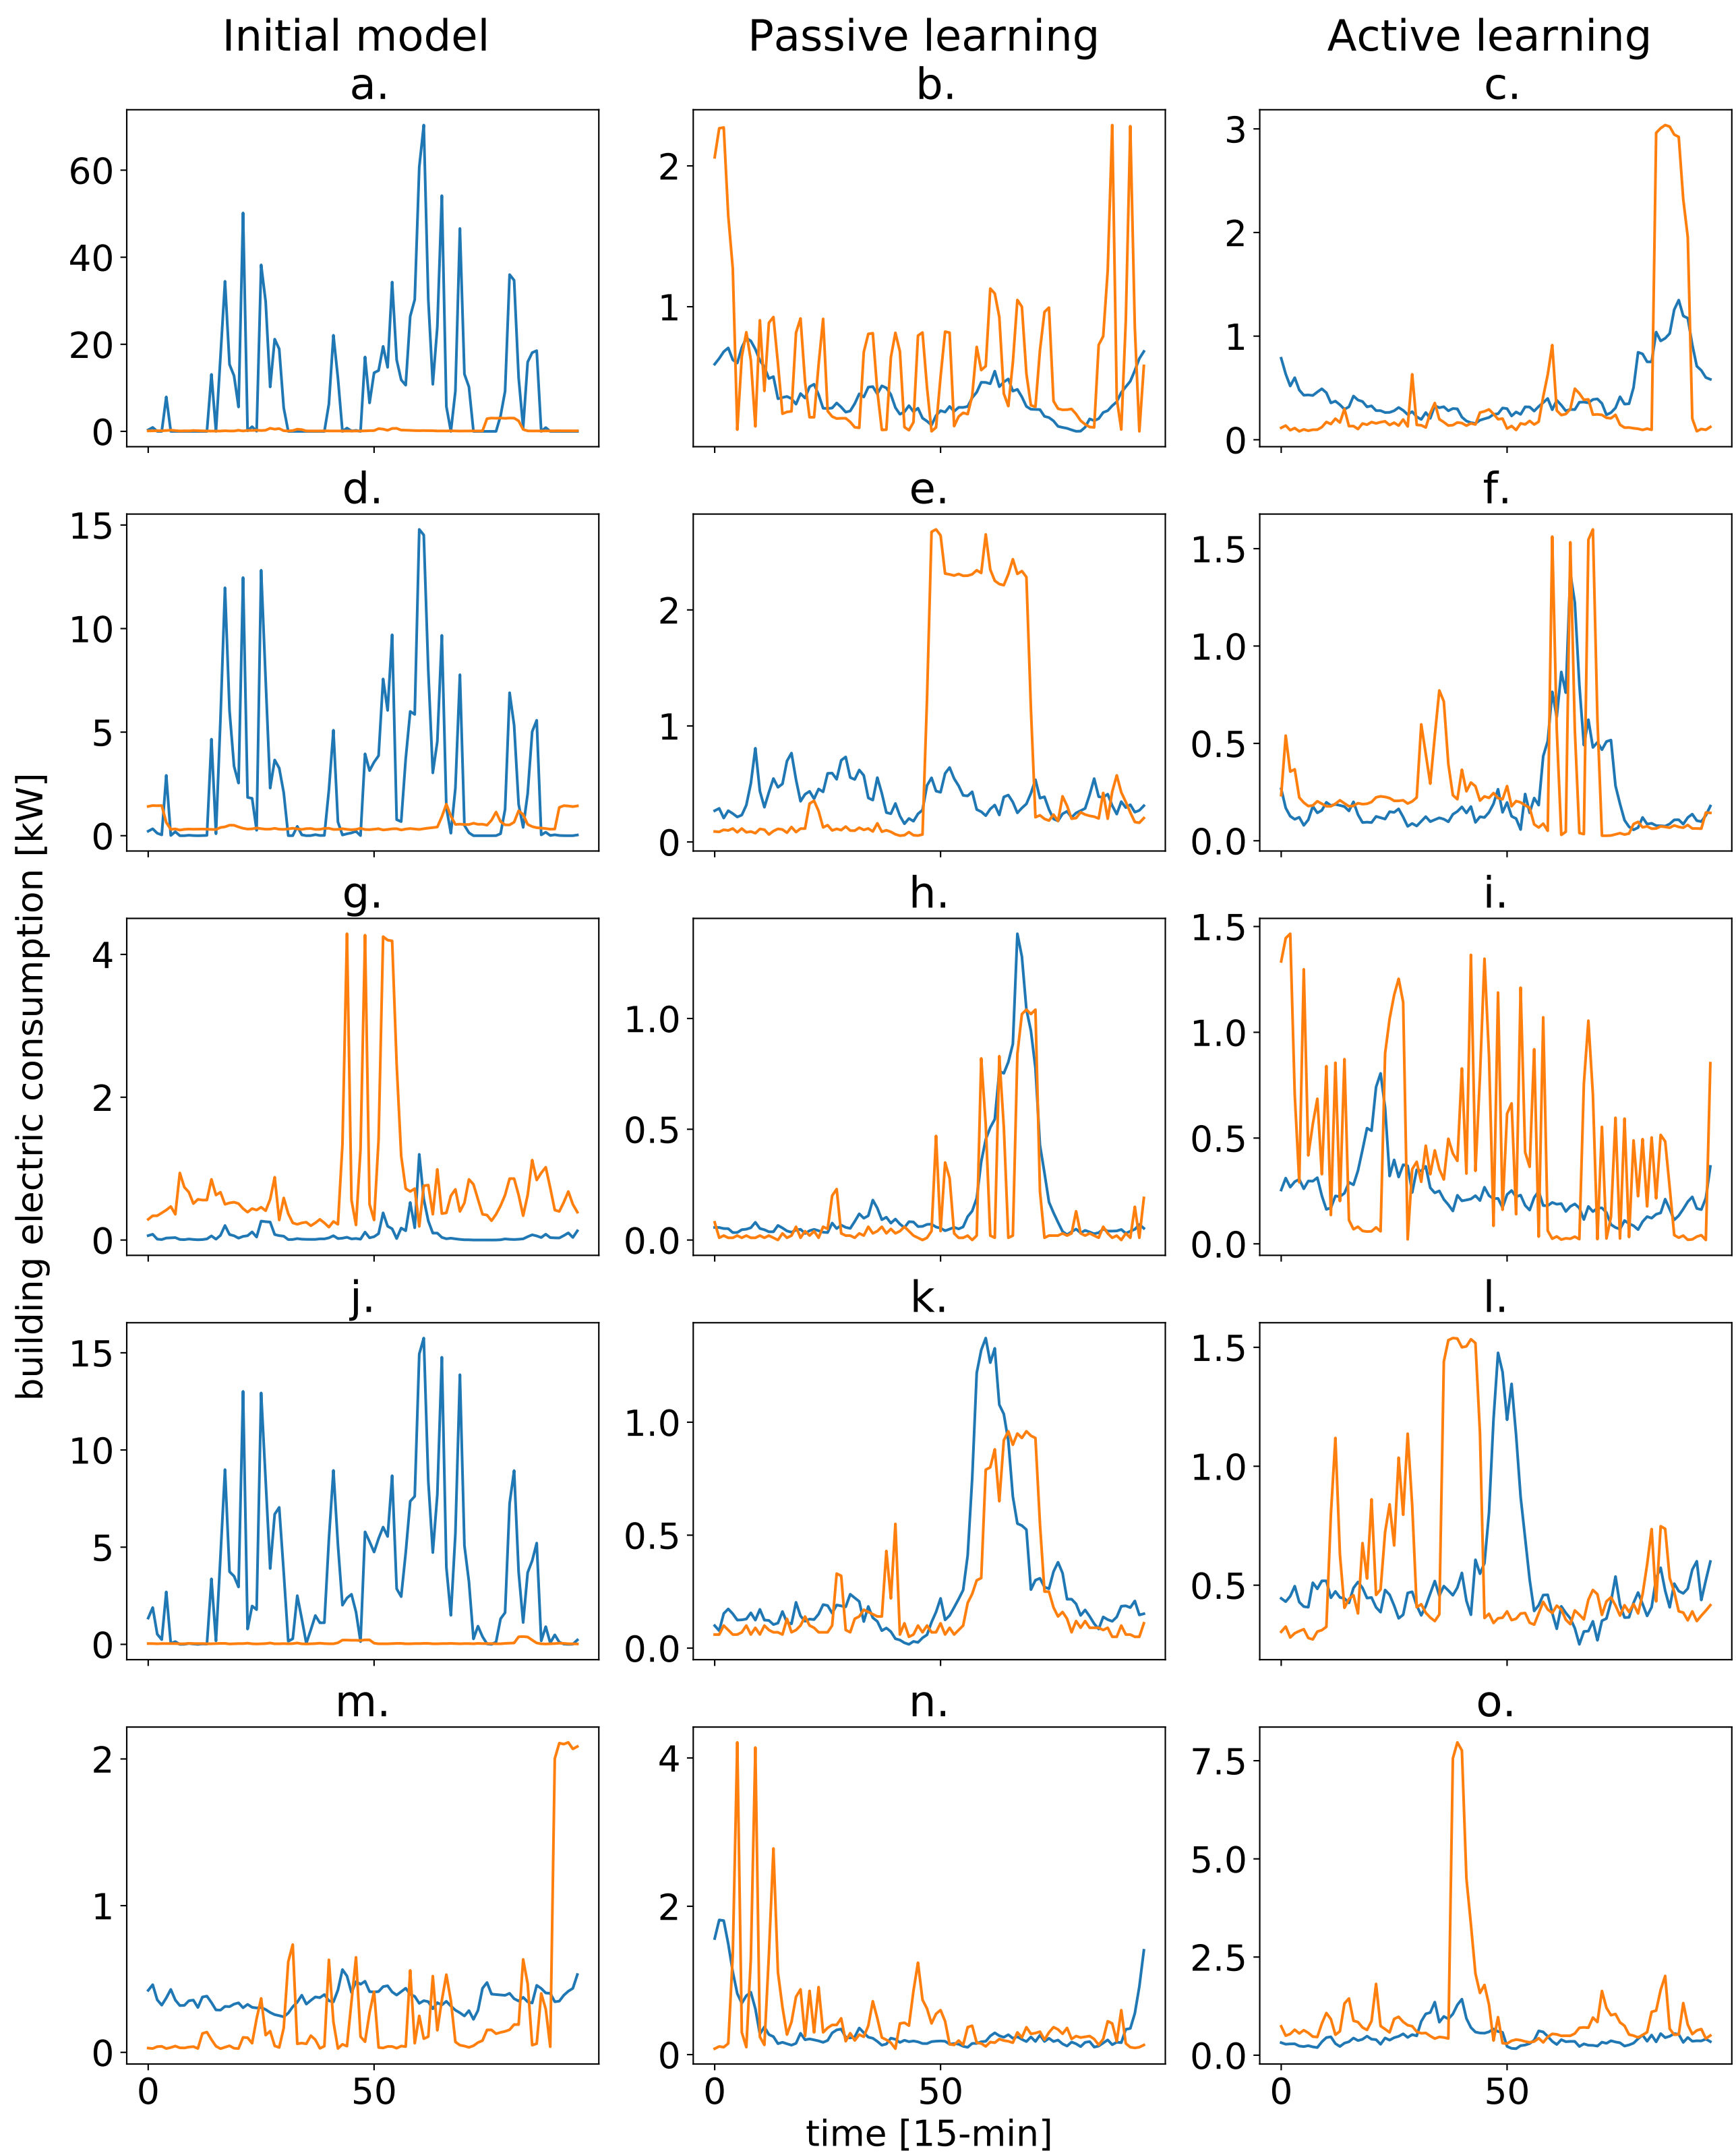 Initial model Passive learning Active learning
a. b. c.
60 2 3
40 1 2
20 1
0 0
d. e. f.
15 2 1.5
10 1 1.0
5 0 0.5
0 0.0
g. h. i.
4 1.0 1.5
2 0.5 1.0
0 0.0 0.5
0.0
j. k. l.
15 1.0 1.5
10 0.5 1.0
5 0.0 0.5
0
m. n. o.
2 4 7.5
1 2 5.0
0 0 2.5
0.0
0 50 0 50 0 50
time [15-min]
building electric consumption [kW]